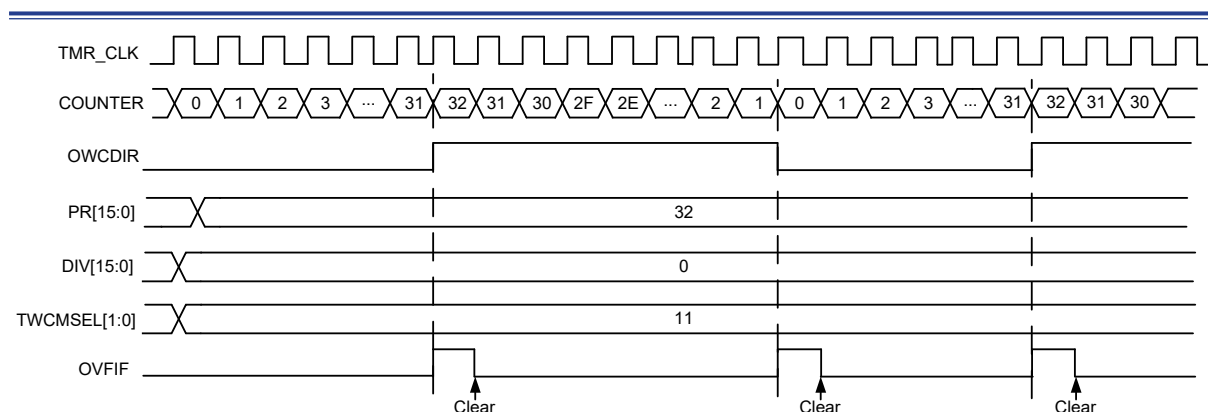 TMR_CLK
COUNTER 0 1 2 3 ... 31 32 31 30 2F 2E ... 2 1 0 1 2 3 ... 31 32 31 30
OWCDIR
PR[15:0] 32
DIV[15:0] 0
TWCMSEL[1:0] 11
OVFIF
Clear Clear Clear